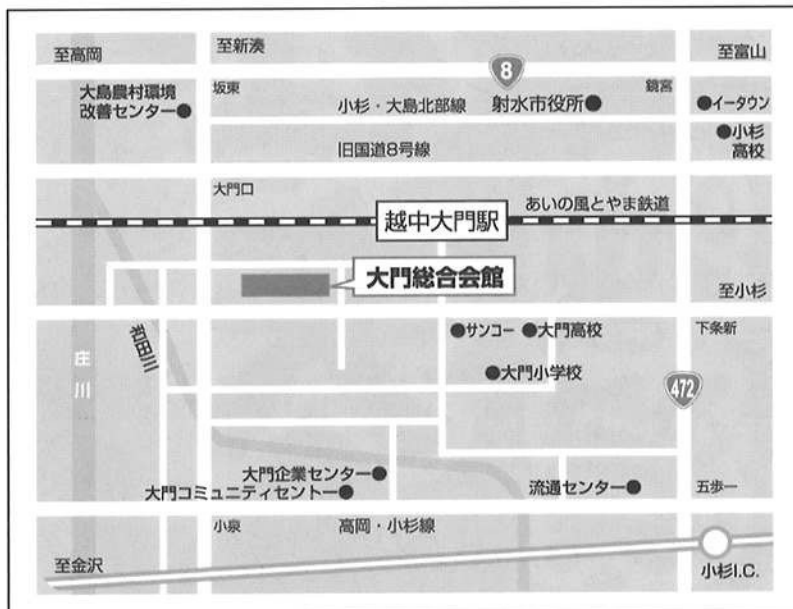 至高岡
至新湊
至富山
8
大島農村環境
改善センター
坂東
小杉・大島北部線
射水市役所
鏡宮
イータウン
小杉
高校
旧国道8号線
大門口
越中大門駅
あいの風とやま鉄道
大門総合会館
至小杉
和田川
庄川
サンコー
大門高校
下条新
大門小学校
472
大門企業センター
大門コミュニティセントー
流通センター
五歩一
小泉
高岡・小杉線
至金沢
小杉I.C.